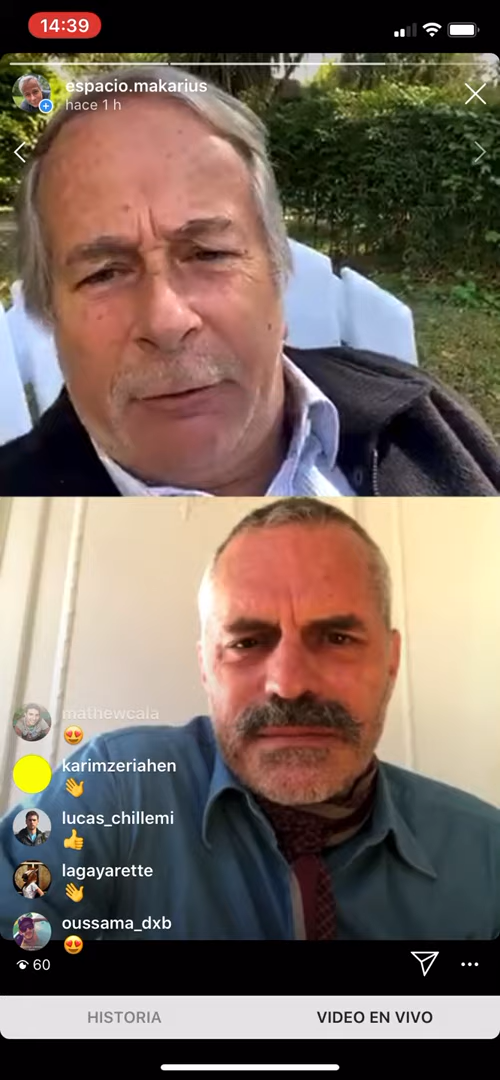 14:39
espacio.makarius
hace 1 h
mathewcala
😍
karimzeriahen
👋
lucas_chillemi
👍
lagayarette
👋
oussama_dxb
😍
60
HISTORIA
VIDEO EN VIVO